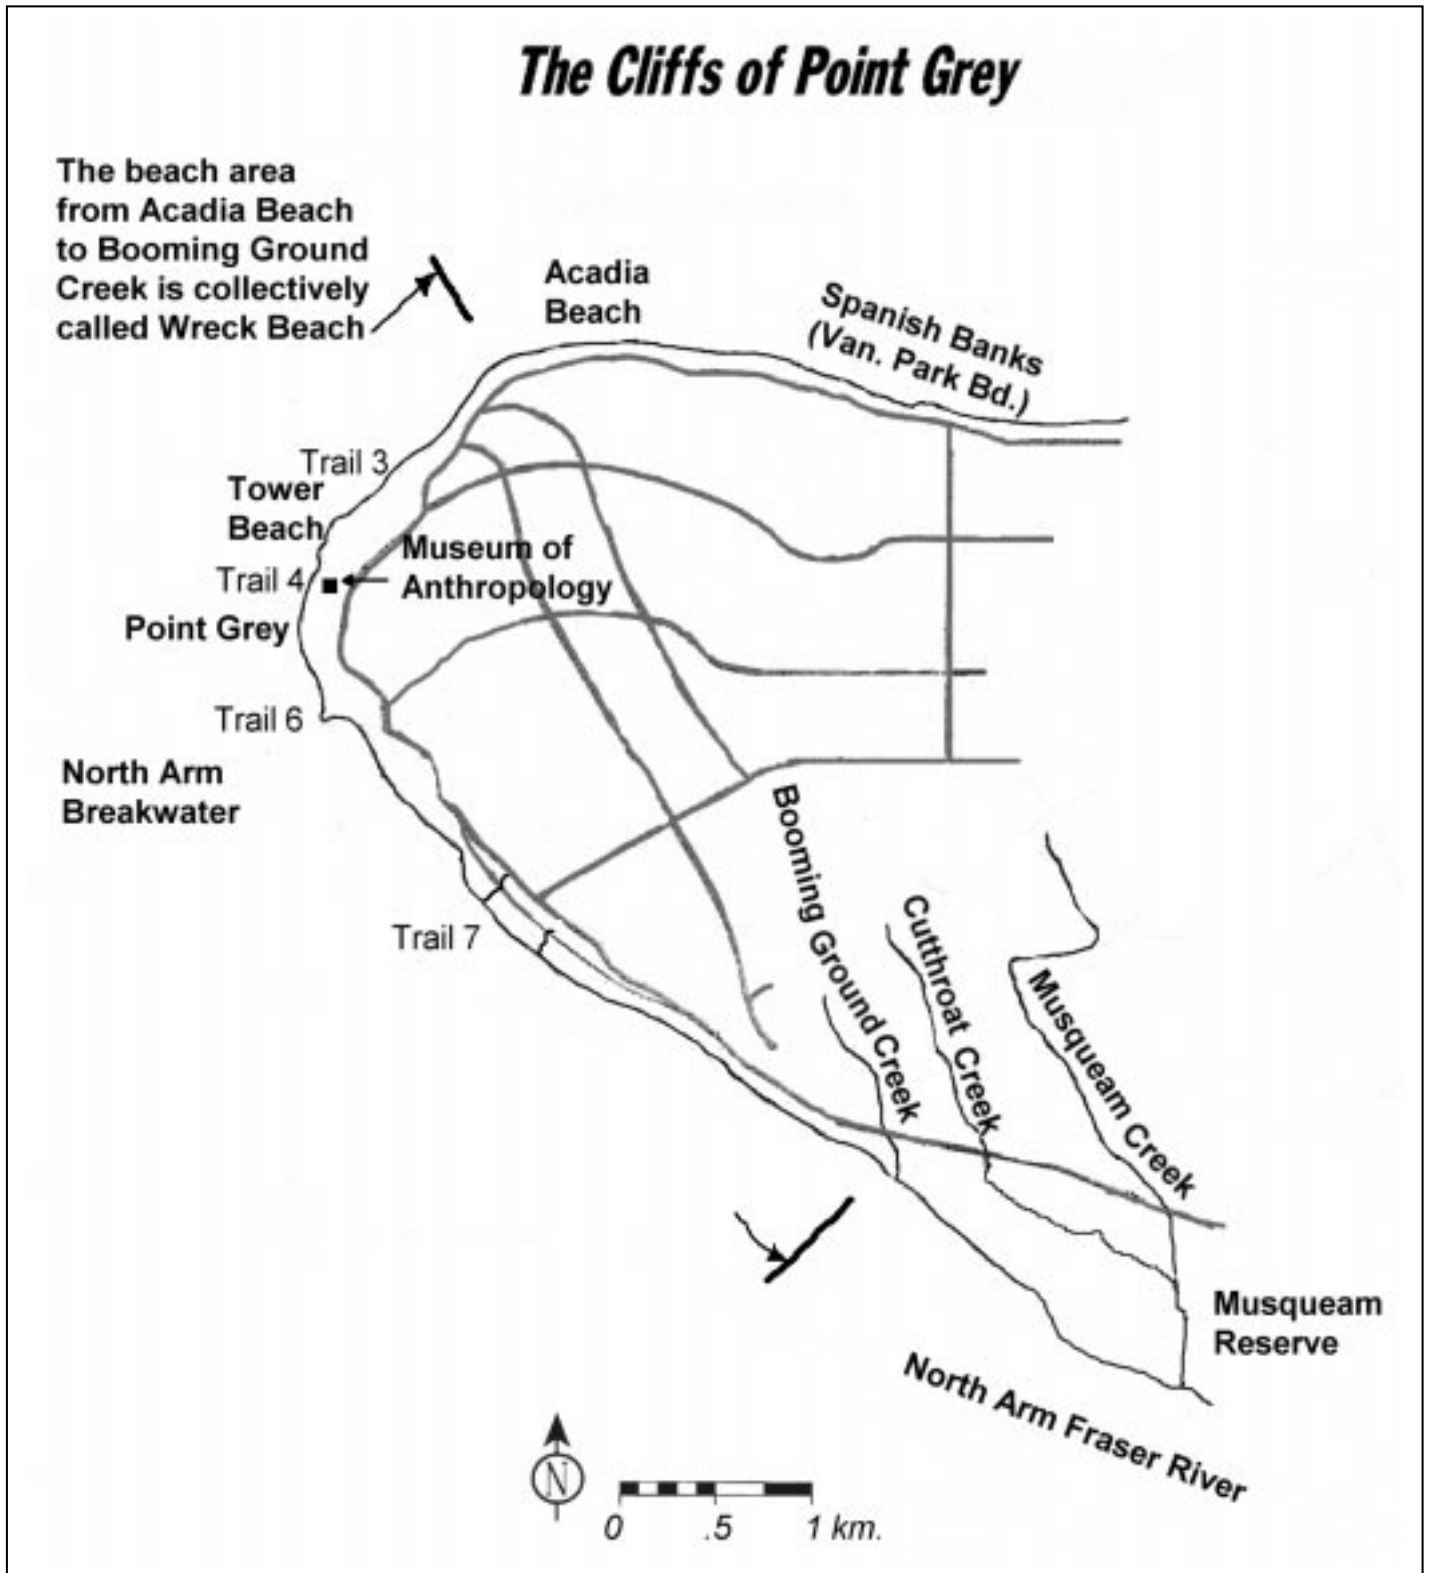 The Cliffs of Point Grey
The beach area
from Acadia Beach
to Booming Ground
Creek is collectively
called Wreck Beach
Acadia
Beach
Spanish Banks
(Van. Park Bd.)
Trail 3
Tower
Beach
Museum of
Anthropology
Trail 4
Point Grey
Trail 6
North Arm
Breakwater
Trail 7
Booming Ground Creek
Cutthroat Creek
Musqueam Creek
Musqueam
Reserve
North Arm Fraser River
N
0 .5 1 km.